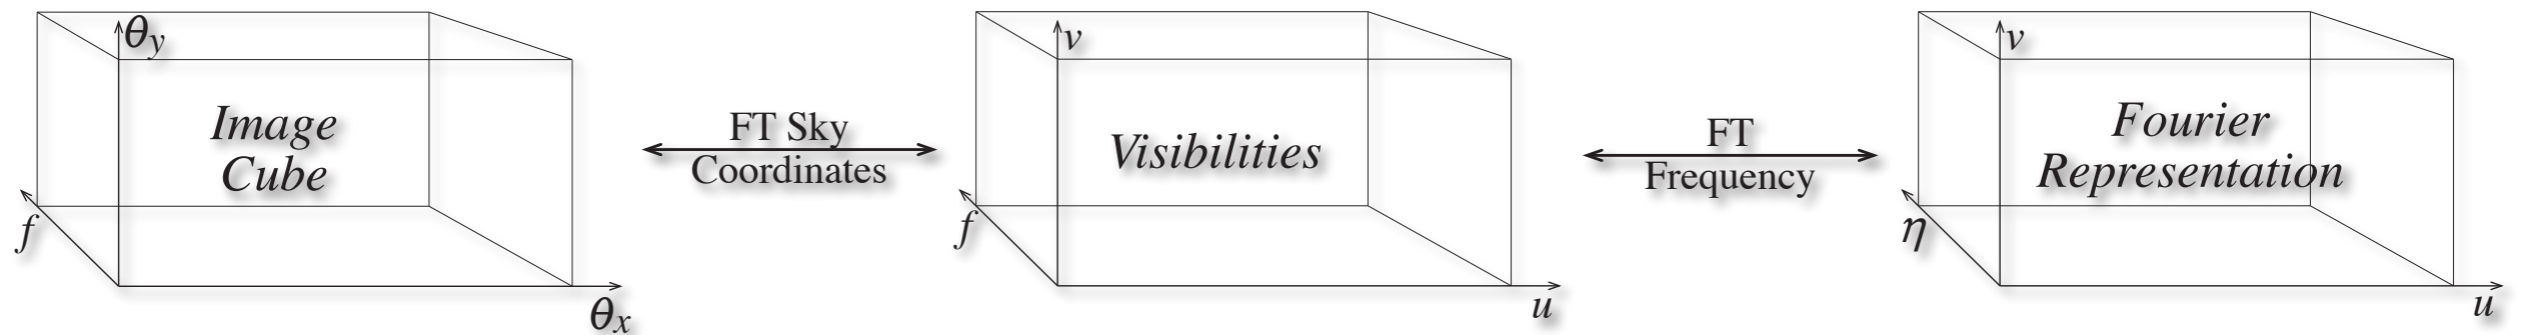 θy
Image
Cube
f
θx
FT Sky
Coordinates
v
Visibilities
f
u
FT
Frequency
v
Fourier
Representation
η
u